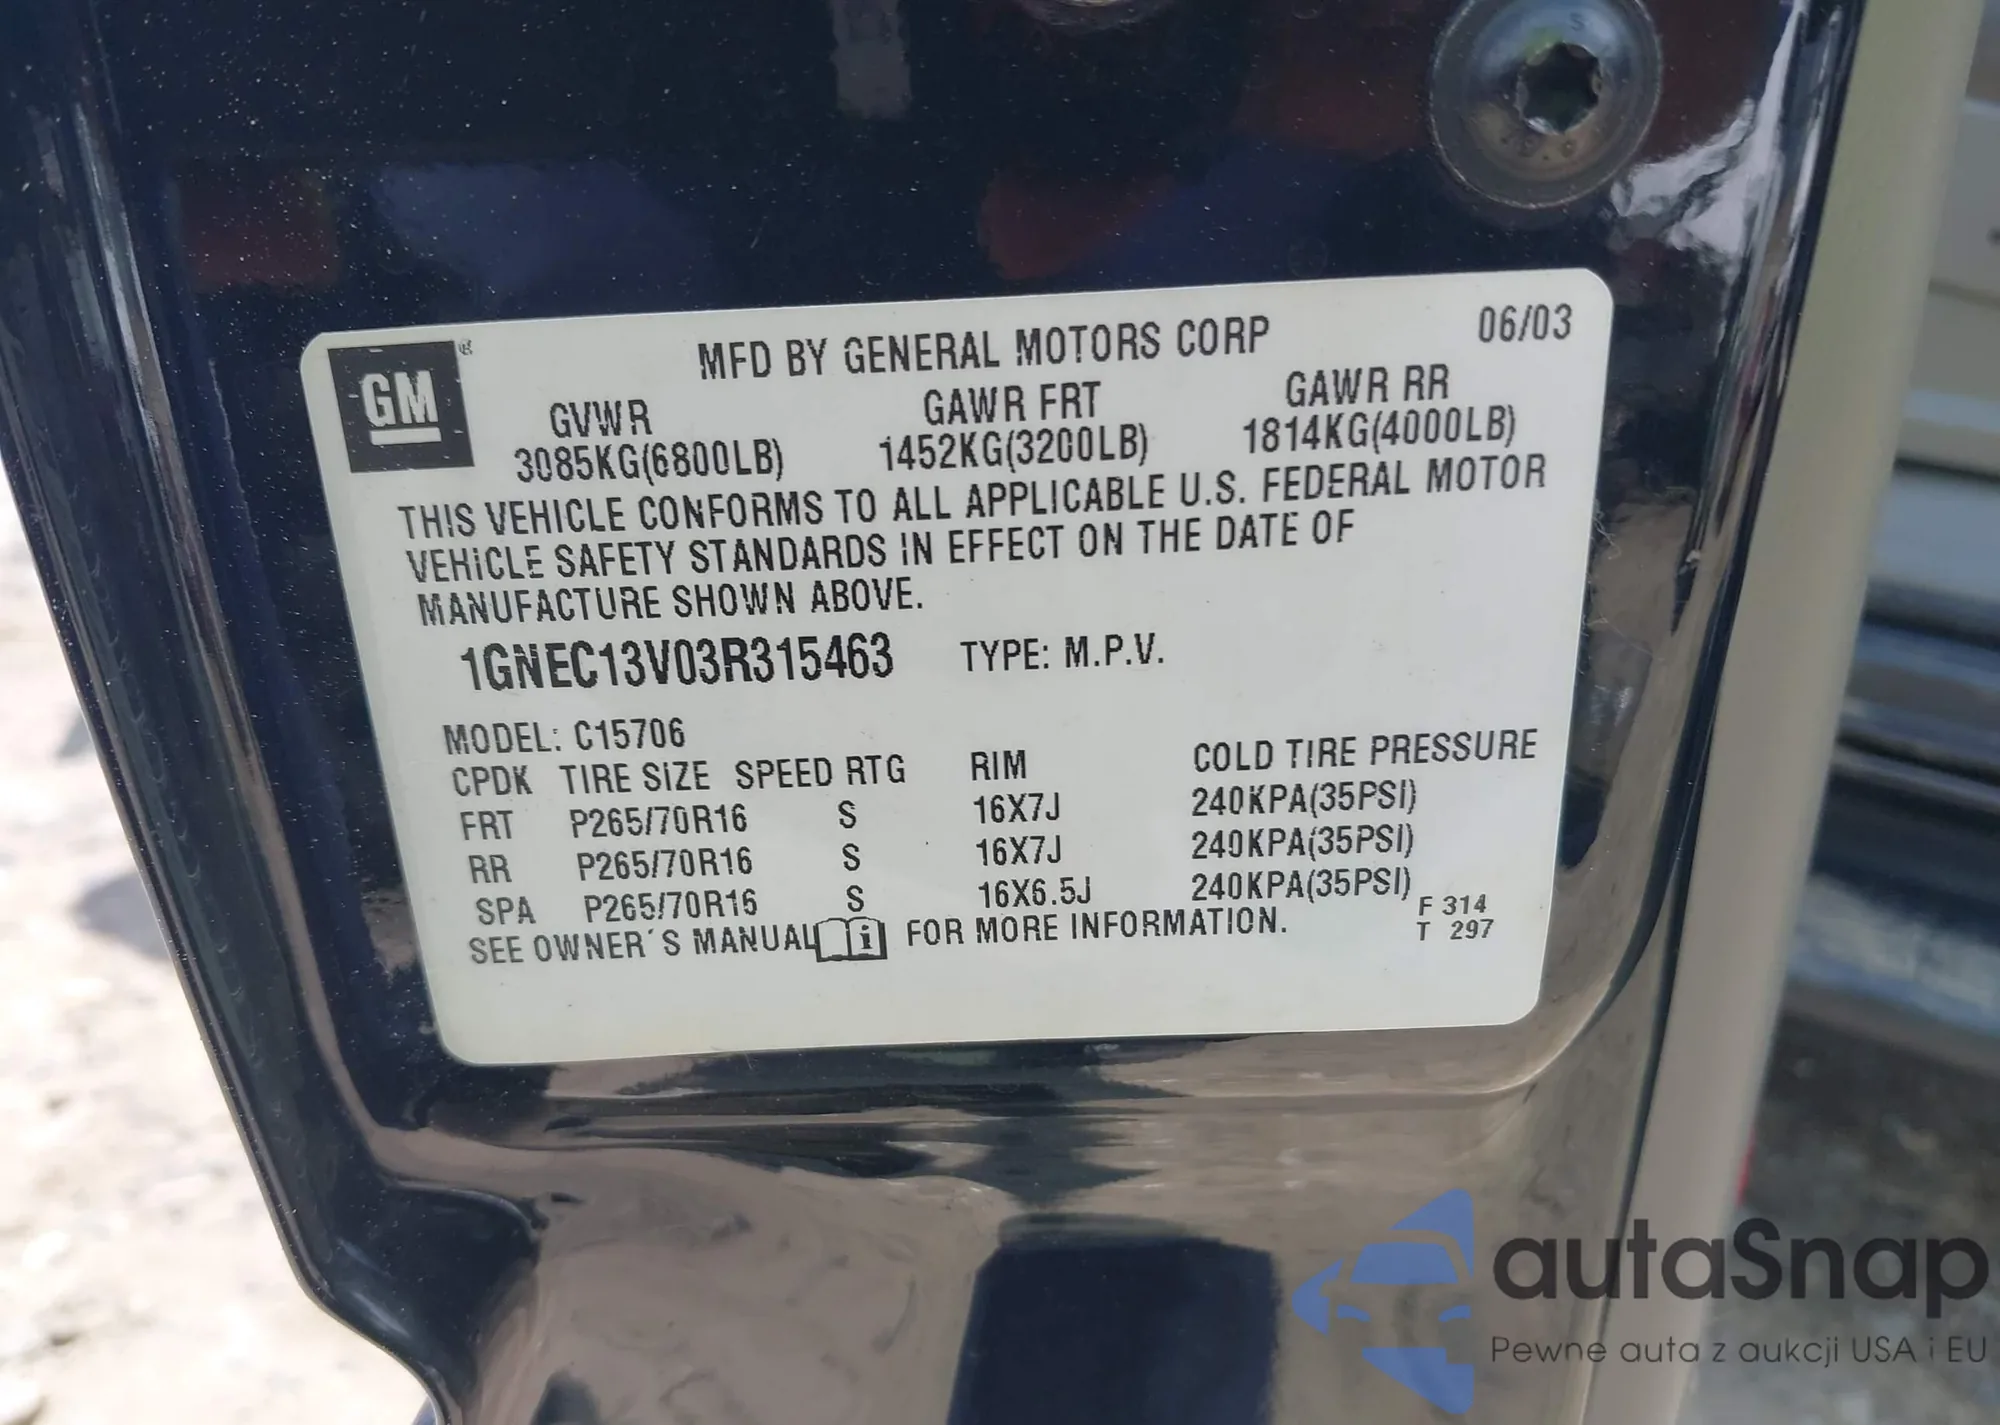 GM
MFD BY GENERAL MOTORS CORP 06/03
GVWR GAWR FRT GAWR RR
3085KG(6800LB) 1452KG(3200LB) 1814KG(4000LB)
THIS VEHICLE CONFORMS TO ALL APPLICABLE U.S. FEDERAL MOTOR
VEHICLE SAFETY STANDARDS IN EFFECT ON THE DATE OF
MANUFACTURE SHOWN ABOVE.
1GNEC13V03R315463 TYPE: M.P.V.
MODEL: C15706
CPDK TIRE SIZE SPEED RTG RIM COLD TIRE PRESSURE
FRT P265/70R16 S 16X7J 240KPA(35PSI)
RR P265/70R16 S 16X7J 240KPA(35PSI)
SPA P265/70R16 S 16X6.5J 240KPA(35PSI)
SEE OWNER'S MANUAL i FOR MORE INFORMATION.
F 314
T 297
autaSnap
Pewne auta z aukcji USA i EU